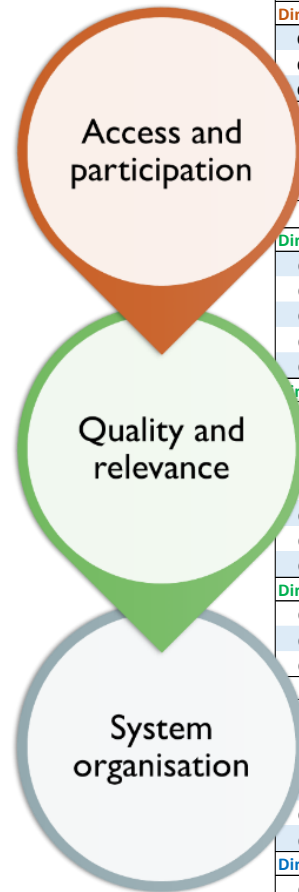 Access and
participation
Quality and
relevance
System
organisation